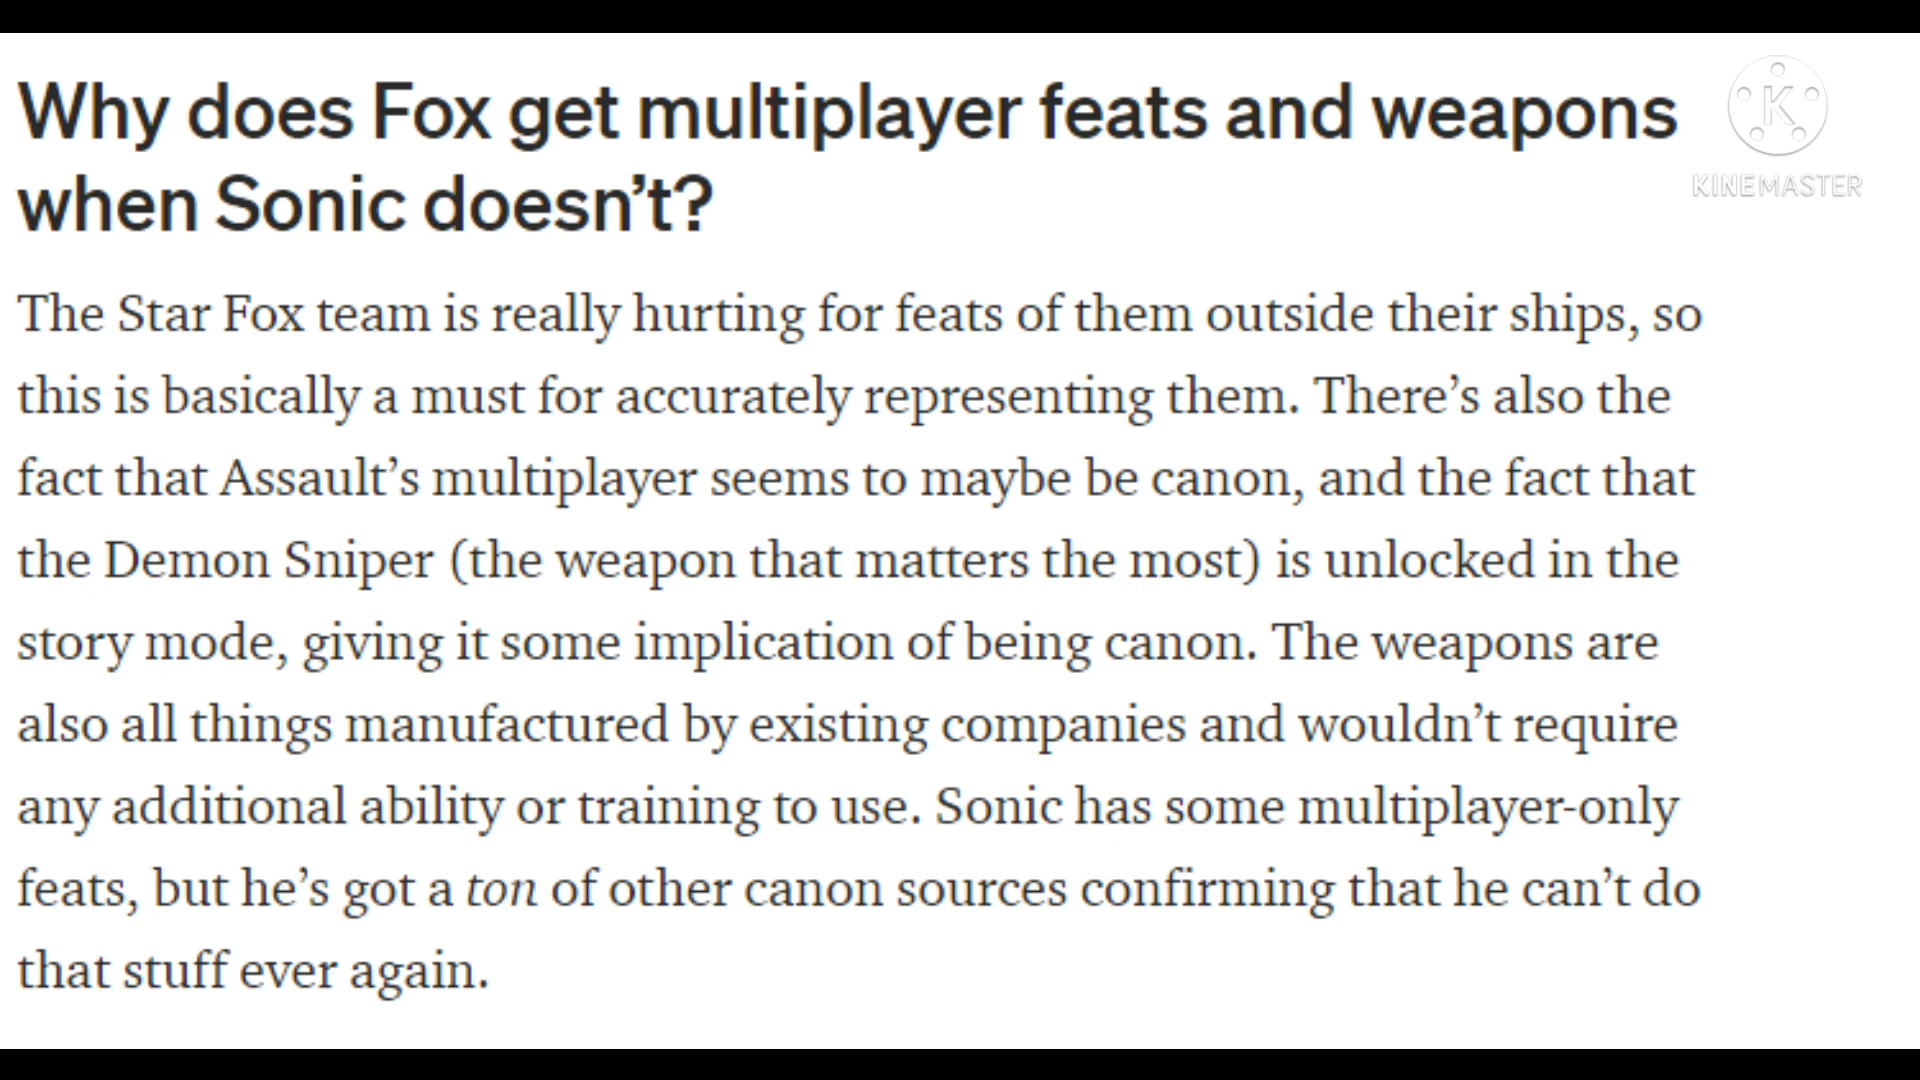 Why does Fox get multiplayer feats and weapons
when Sonic doesn’t?
K
KINEMASTER
The Star Fox team is really hurting for feats of them outside their ships, so
this is basically a must for accurately representing them. There’s also the
fact that Assault’s multiplayer seems to maybe be canon, and the fact that
the Demon Sniper (the weapon that matters the most) is unlocked in the
story mode, giving it some implication of being canon. The weapons are
also all things manufactured by existing companies and wouldn’t require
any additional ability or training to use. Sonic has some multiplayer-only
feats, but he’s got a ton of other canon sources confirming that he can’t do
that stuff ever again.